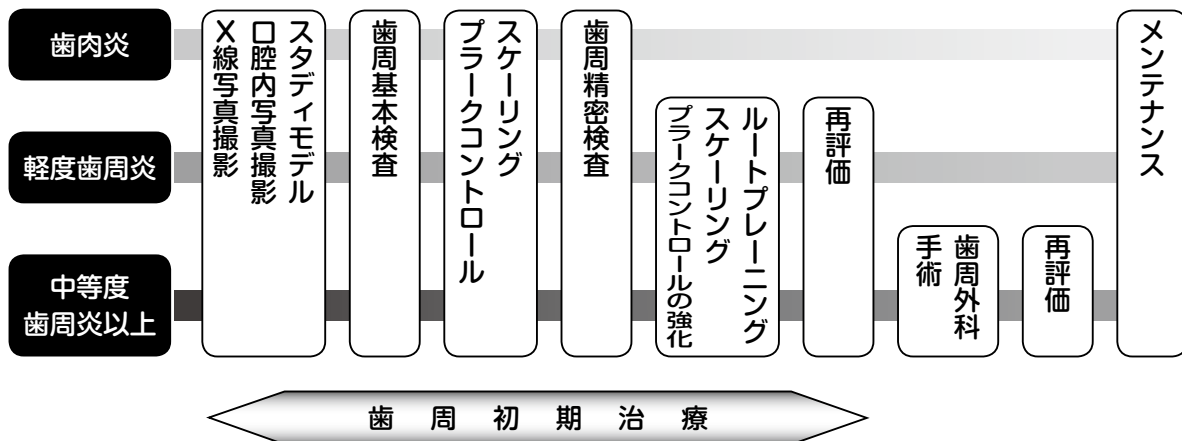 歯肉炎
軽度歯周炎
中等度
歯周炎以上
スタディモデル
口腔内写真撮影
X線写真撮影
歯周基本検査
スケーリング
プラークコントロール
歯周精密検査
ルートプレーニング
スケーリング
プラークコントロールの強化
再評価
歯周外科
手術
再評価
メンテナンス
歯周初期治療